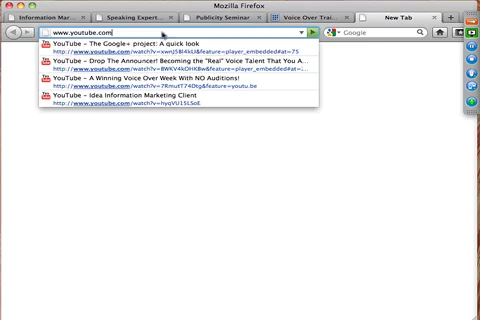 Mozilla Firefox
Information Mar... Speaking Expert... Publicity Seminar Voice Over Trai... New Tab
www.youtube.com
Google
YouTube - The Google+ project: A quick look
http://www.youtube.com/watch?v=xwnJ5Bl4kLI&feature=player_embedded#at=75
YouTube - Drop The Announcer! Becoming the "Real" Voice Talent That You A...
http://www.youtube.com/watch?v=8WKV4kOHKBw&feature=player_embedded#at=i...
YouTube - A Winning Voice Over Week With NO Auditions!
http://www.youtube.com/watch?v=7RmutT74Dtg&feature=youtu.be
YouTube - Idea Information Marketing Client
http://www.youtube.com/watch?v=hyqVU15LSoE